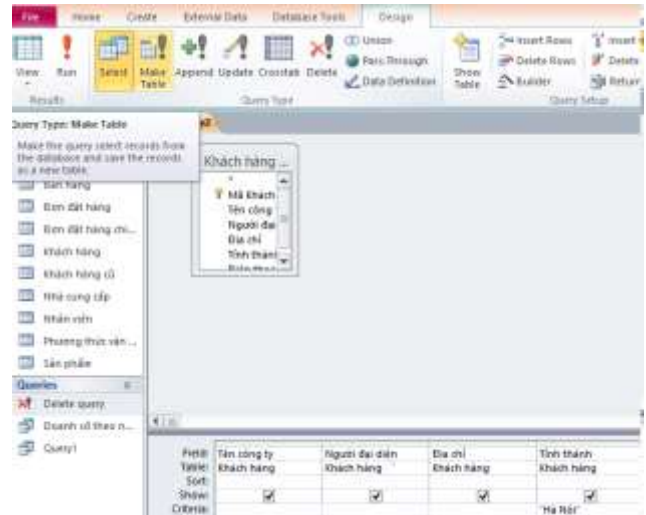 File Home Create External Data Database Tools Design
View Run Select Make Table Append Update Crosstab Delete
Union
Pass-Through
Data Definition
Show Table
Insert Rows
Delete Rows
Builder
Insert
Delete
Return
Results Query Type Query Setup
Query Type: Make Table
Make the query select records from
the database and save the records
as a new table.
Khách hàng ...
*
Mã Khách
Tên công
Người đại
Địa chỉ
Tỉnh thành
Bán hàng
Đơn đặt hàng
Đơn đặt hàng chi...
Khách hàng
Khách hàng cũ
Nhà cung cấp
Nhân viên
Phương thức vận ...
Sản phẩm
Queries
Delete query
Doanh số theo n...
Query1
Field: Tên công ty Người đại diện Địa chỉ Tỉnh thành
Table: Khách hàng Khách hàng Khách hàng Khách hàng
Sort:
Show:
Criteria: